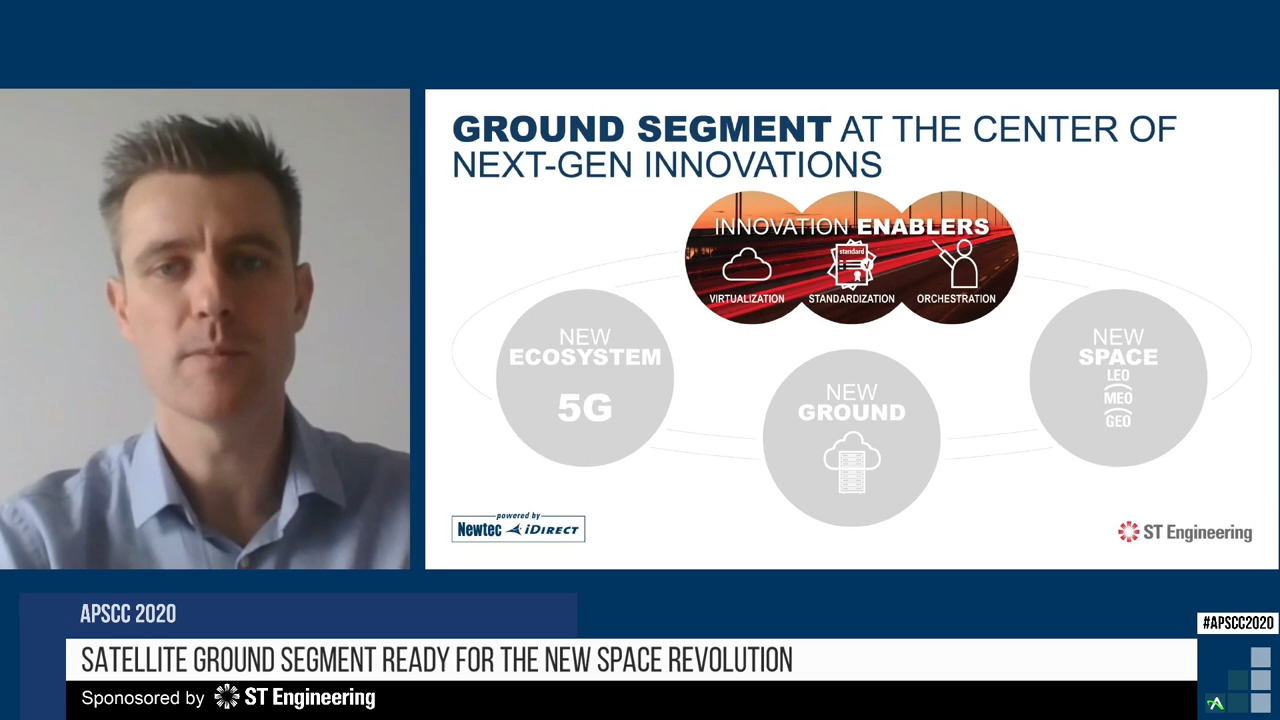 GROUND SEGMENT AT THE CENTER OF
NEXT-GEN INNOVATIONS
INNOVATION ENABLERS
standard
VIRTUALIZATION
STANDARDIZATION
ORCHESTRATION
NEW
ECOSYSTEM
5G
NEW
GROUND
NEW
SPACE
LEO
MEO
GEO
powered by
Newtec iDIRECT
ST Engineering
APSCC 2020
#APSCC2020
SATELLITE GROUND SEGMENT READY FOR THE NEW SPACE REVOLUTION
Sponosored by ST Engineering